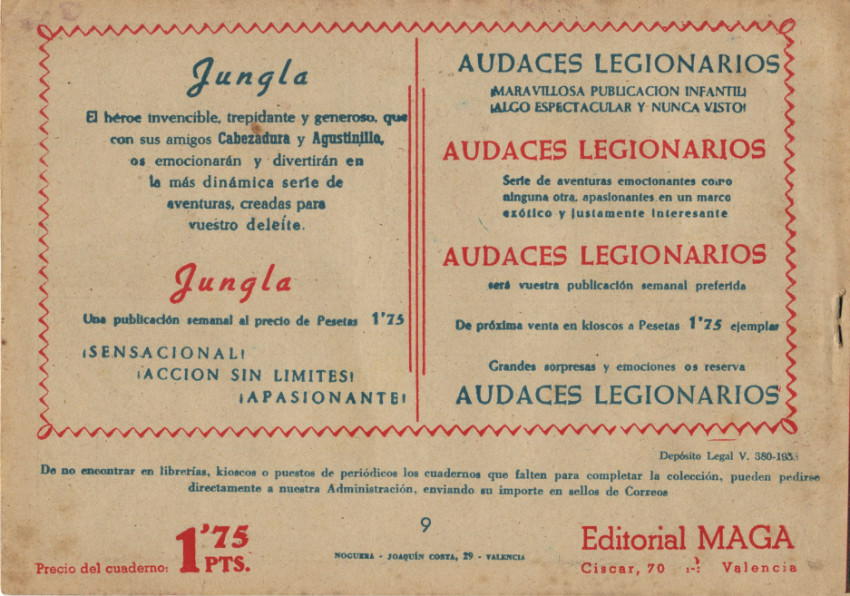 Jungla
El héroe invencible, trepidante y generoso, que
con sus amigos Cabezadura y Agustinillo,
os emocionarán y divertirán en
la más dinámica serie de
aventuras, creadas para
vuestro deleite.
Jungla
Una publicación semanal al precio de Pesetas 1'75
¡SENSACIONAL!
¡ACCION SIN LIMITES!
¡APASIONANTE!
AUDACES LEGIONARIOS
¡MARAVILLOSA PUBLICACION INFANTIL!
¡ALGO ESPECTACULAR Y NUNCA VISTO!
AUDACES LEGIONARIOS
Serie de aventuras emocionantes como
ninguna otra, apasionantes en un marco
exótico y justamente interesante
AUDACES LEGIONARIOS
será vuestra publicación semanal preferida
De próxima venta en kioscos a Pesetas 1'75 ejemplar
Grandes sorpresas y emociones os reserva
AUDACES LEGIONARIOS
Depósito Legal V. 380-195
De no encontrar en librerías, kioscos o puestos de periódicos los cuadernos que falten para completar la colección, pueden pedirse
directamente a nuestra Administración, enviando su importe en sellos de Correos
Precio del cuaderno: 1'75 PTS.
9
NOGUERA - JOAQUÍN COSTA, 29 - VALENCIA
Editorial MAGA
Ciscar, 70 Valencia